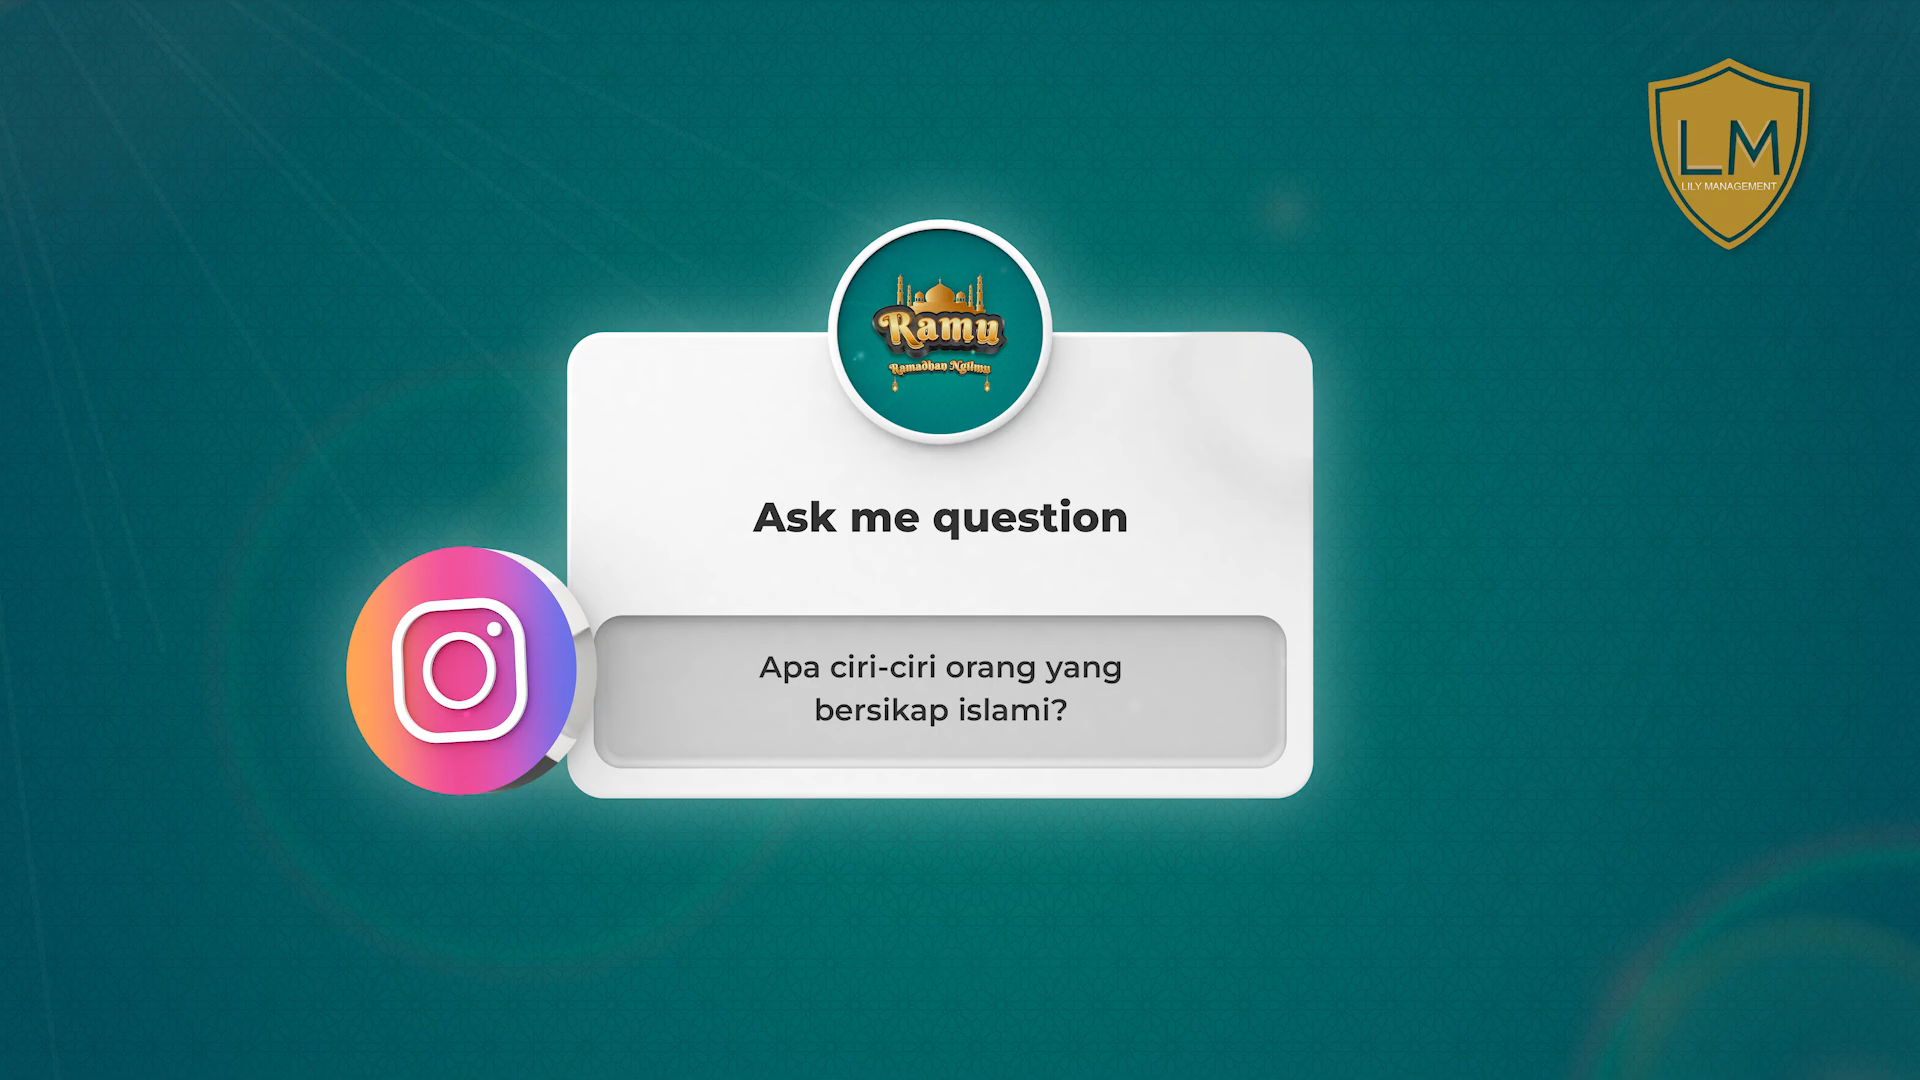 LM
LILY MANAGEMENT
Ramu
Ramadhan Ngilmu
Ask me question
Apa ciri-ciri orang yang
bersikap islami?